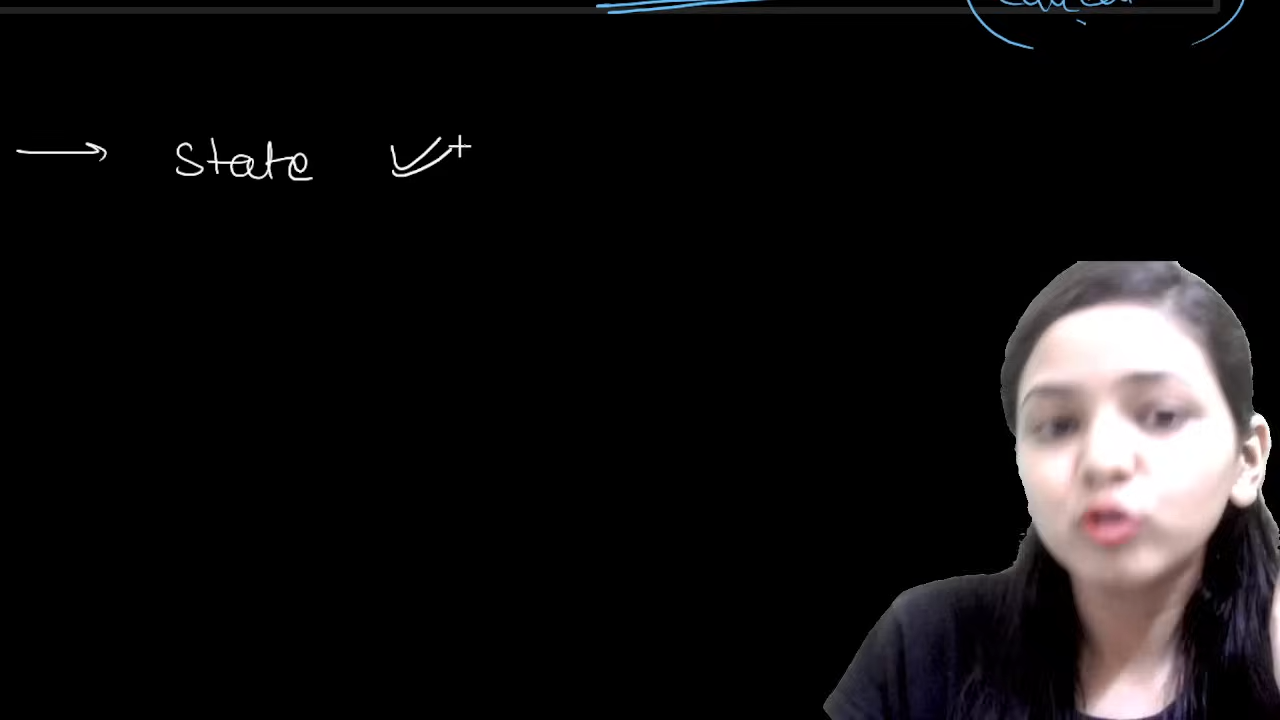 → State ✓